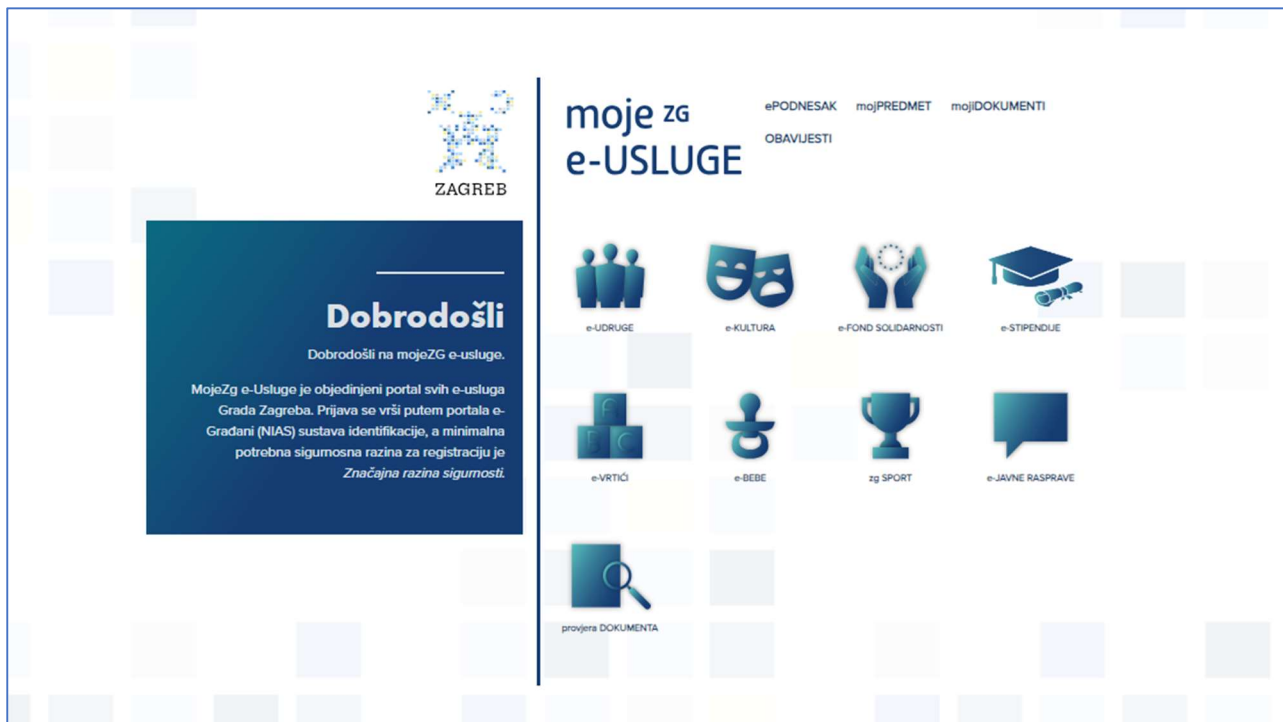 ZAGREB
Dobrodošli
Dobrodošli na mojeZG e-usluge.
MojeZg e-Usluge je objedinjeni portal svih e-usluga
Grada Zagreba. Prijava se vrši putem portala e-
Građani (NIAS) sustava identifikacije, a minimalna
potrebna sigurnosna razina za registraciju je
Značajna razina sigurnosti.
moje ZG
e-USLUGE
ePODNESAK mojPREDMET mojiDOKUMENTI
OBAVIJESTI
e-UDRUGE e-KULTURA e-FOND SOLIDARNOSTI e-STIPENDIJE
A
B C
e-VRTIĆI e-BEBE zg SPORT e-JAVNE RASPRAVE
provjera DOKUMENTA